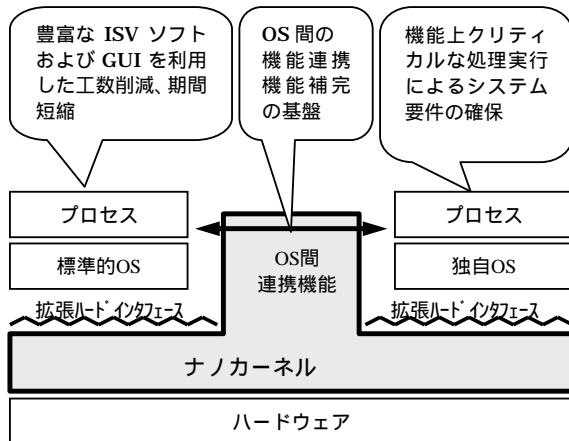 豊富な ISV ソフト
および GUI を利用
した工数削減、期間
短縮
OS 間の
機能連携
機能補完
の基盤
機能上クリティ
カルな処理実行
によるシステム
要件の確保
プロセス
プロセス
標準的OS
OS間
連携機能
独自OS
拡張ハードインタフェース
拡張ハードインタフェース
ナノカーネル
ハードウェア